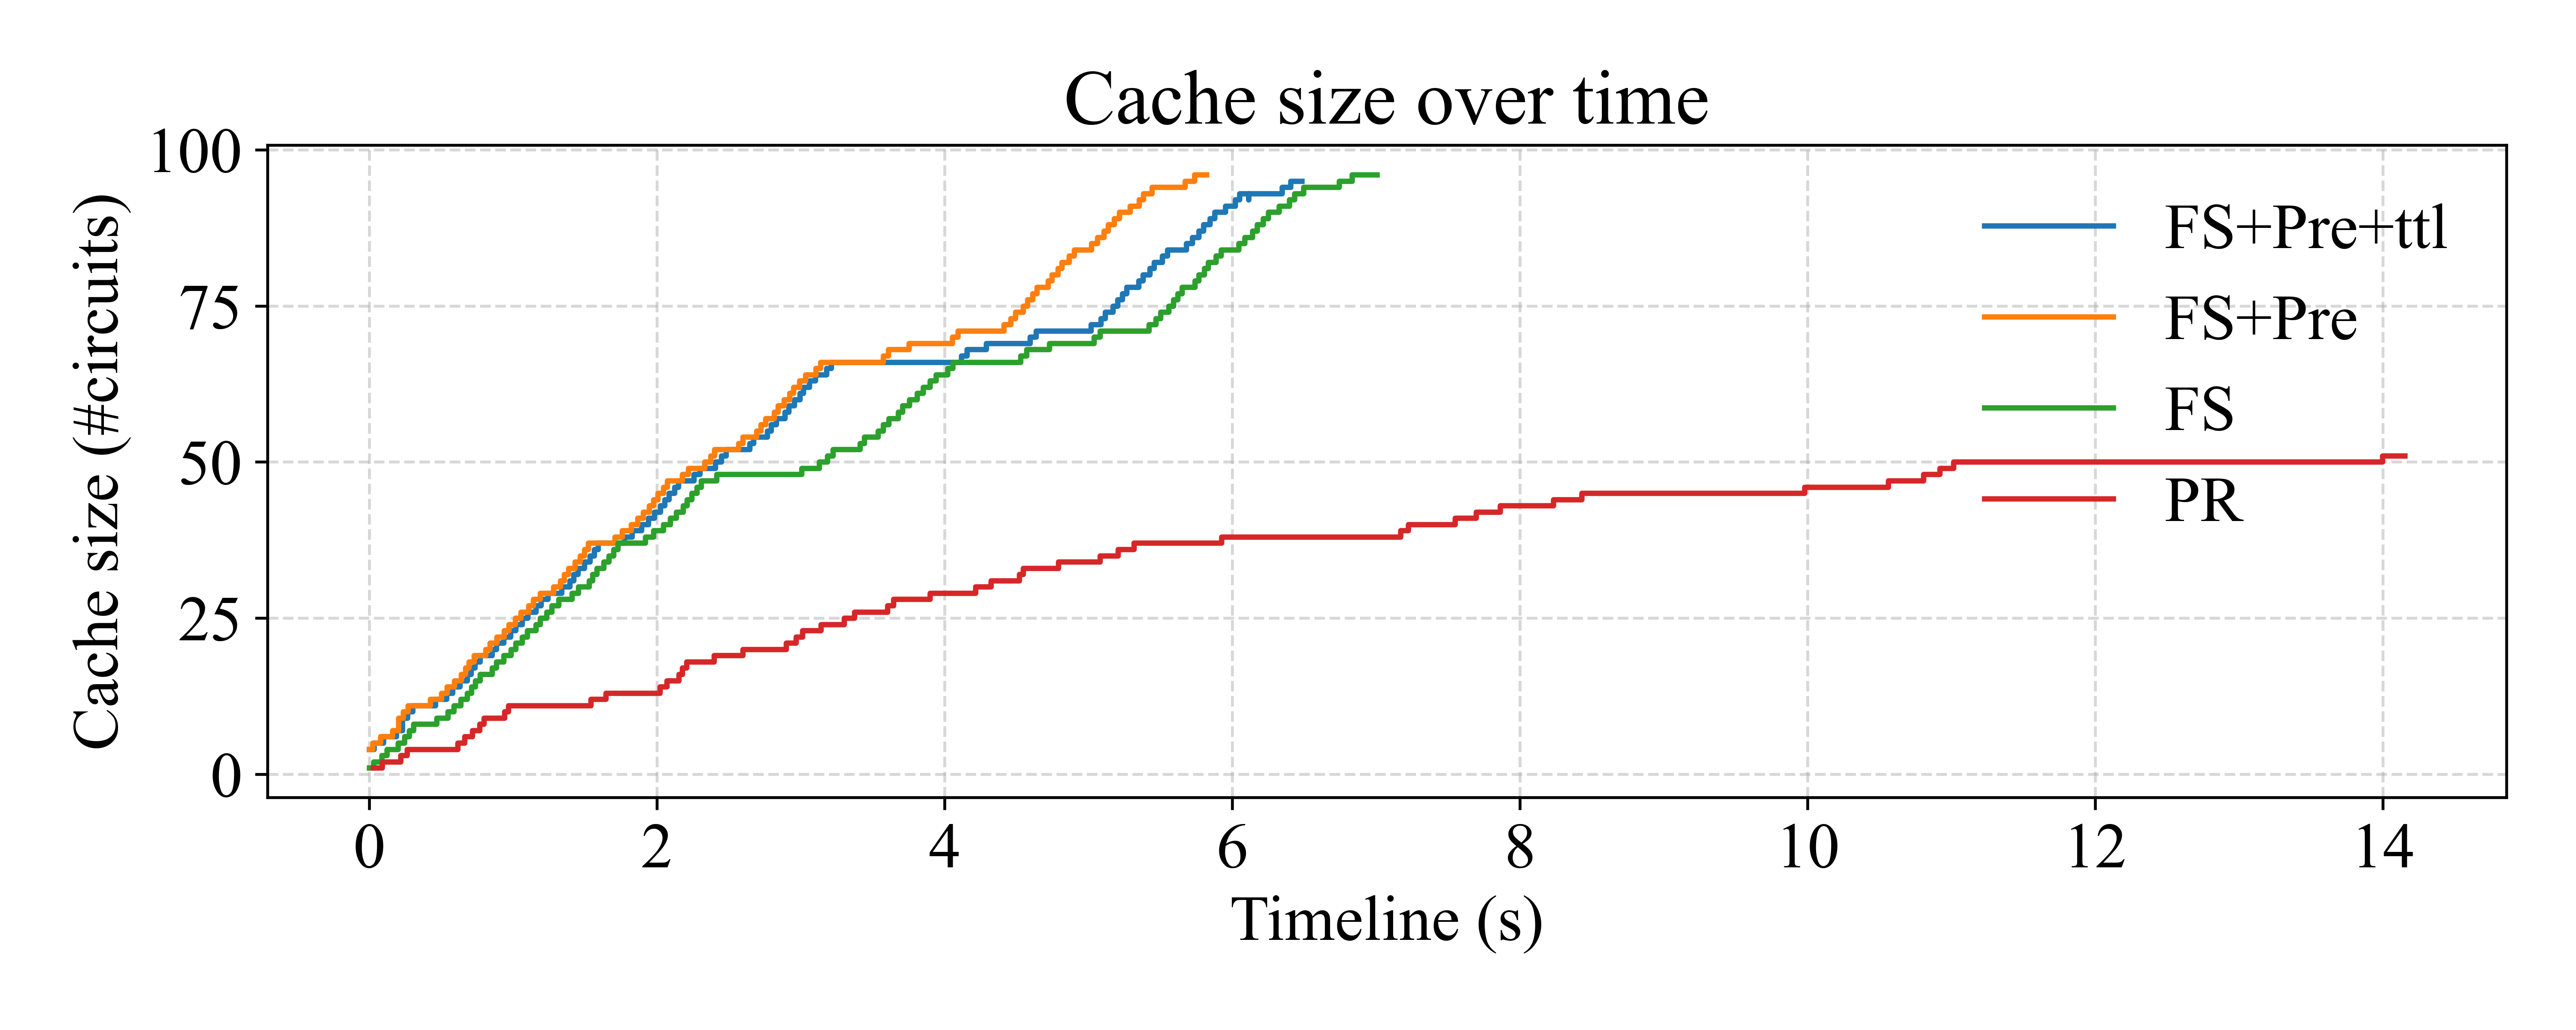 Cache size over time
Cache size (#circuits)
100
75
50
25
0
FS+Pre+ttl
FS+Pre
FS
PR
0 2 4 6 8 10 12 14
Timeline (s)